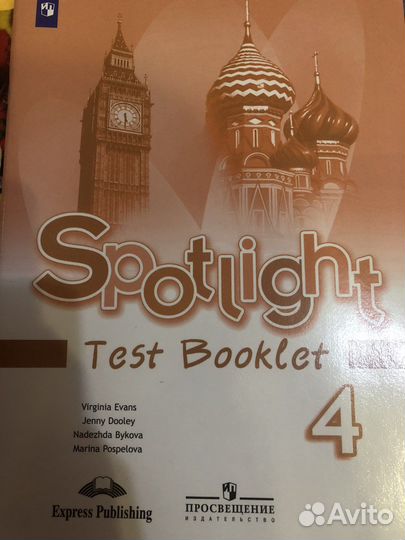 Spotlight
Test Booklet
4
Virginia Evans
Jenny Dooley
Nadezhda Bykova
Marina Pospelova
Express Publishing
ПРОСВЕЩЕНИЕ
ИЗДАТЕЛЬСТВО
Avito